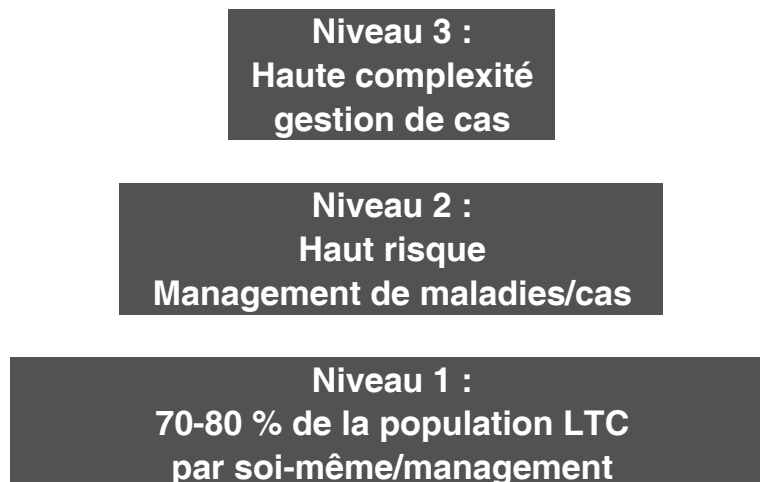 Niveau 3 :
Haute complexité
gestion de cas
Niveau 2 :
Haut risque
Management de maladies/cas
Niveau 1 :
70-80 % de la population LTC
par soi-même/management